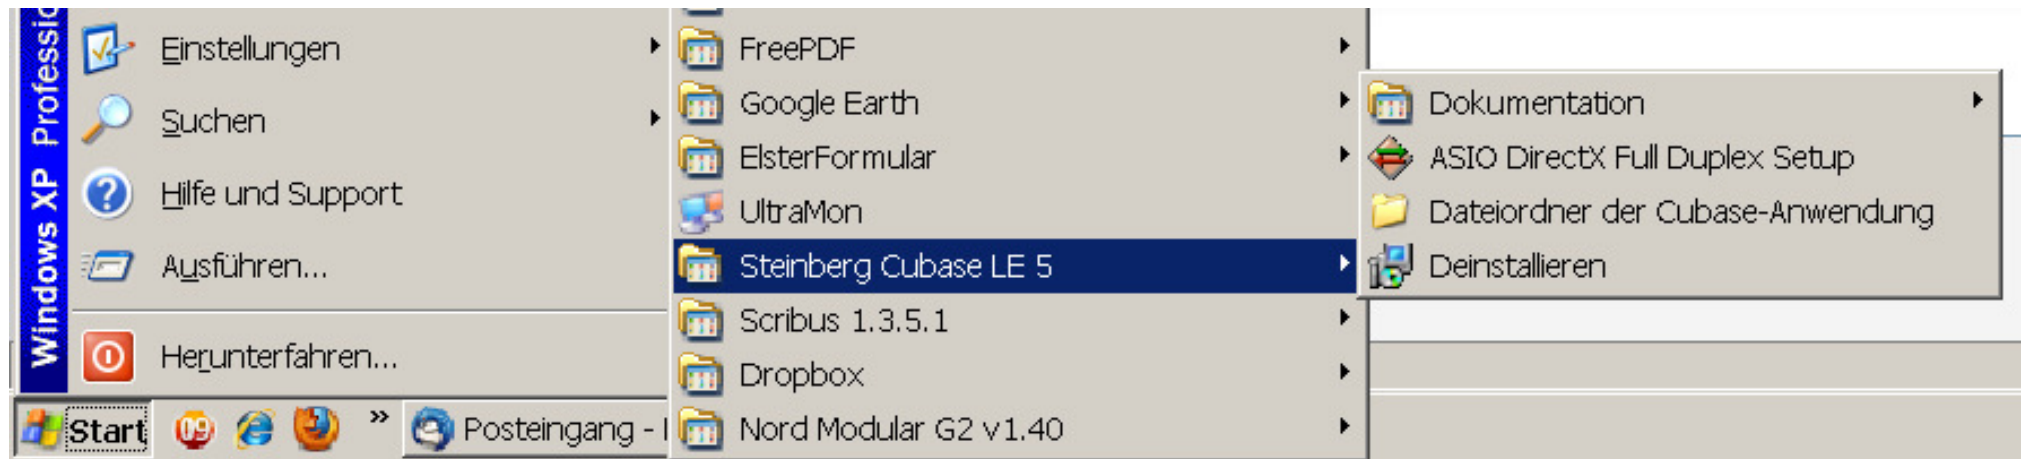 Windows XP Professi
Einstellungen
Suchen
Hilfe und Support
Ausführen...
Herunterfahren...
FreePDF
Google Earth
ElsterFormular
UltraMon
Steinberg Cubase LE 5
Scribus 1.3.5.1
Dropbox
Nord Modular G2 v1.40
Dokumentation
ASIO DirectX Full Duplex Setup
Dateiordner der Cubase-Anwendung
Deinstallieren
Start
09
»
Posteingang -